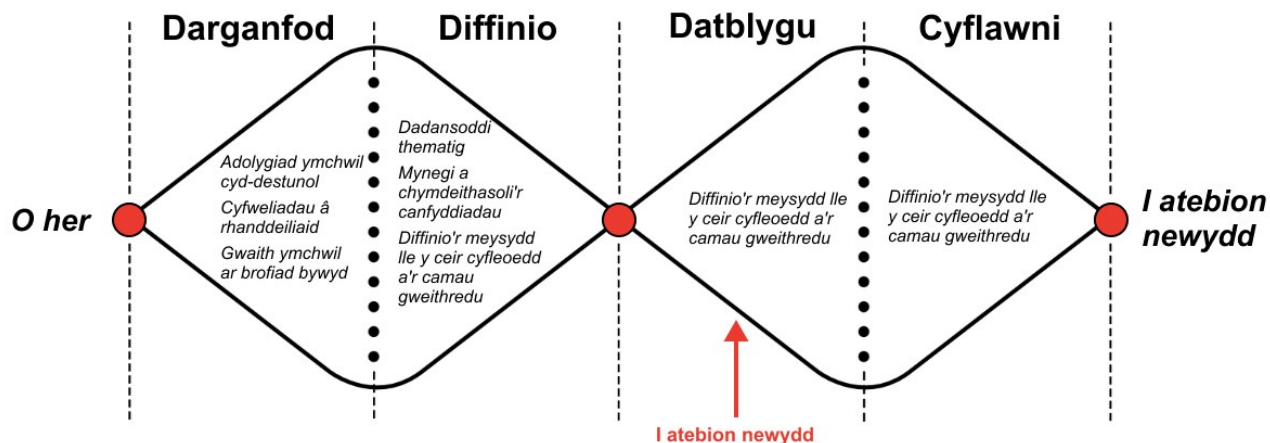 Darganfod
Diffinio
Datblygu
Cyflawni
O her
Adolygiad ymchwil
cyd-destunol
Cyfweliadau â
rhanddeiliaid
Gwaith ymchwil
ar brofiad bywyd
Dadansoddi
thematig
Mynegi a
chymdeithasoli'r
canfyddiadau
Diffinio'r meysydd
lle y ceir cyfleoedd
a'r camau
gweithredu
Diffinio'r meysydd lle
y ceir cyfleoedd a'r
camau gweithredu
Diffinio'r meysydd lle
y ceir cyfleoedd a'r
camau gweithredu
I atebion
newydd
I atebion newydd